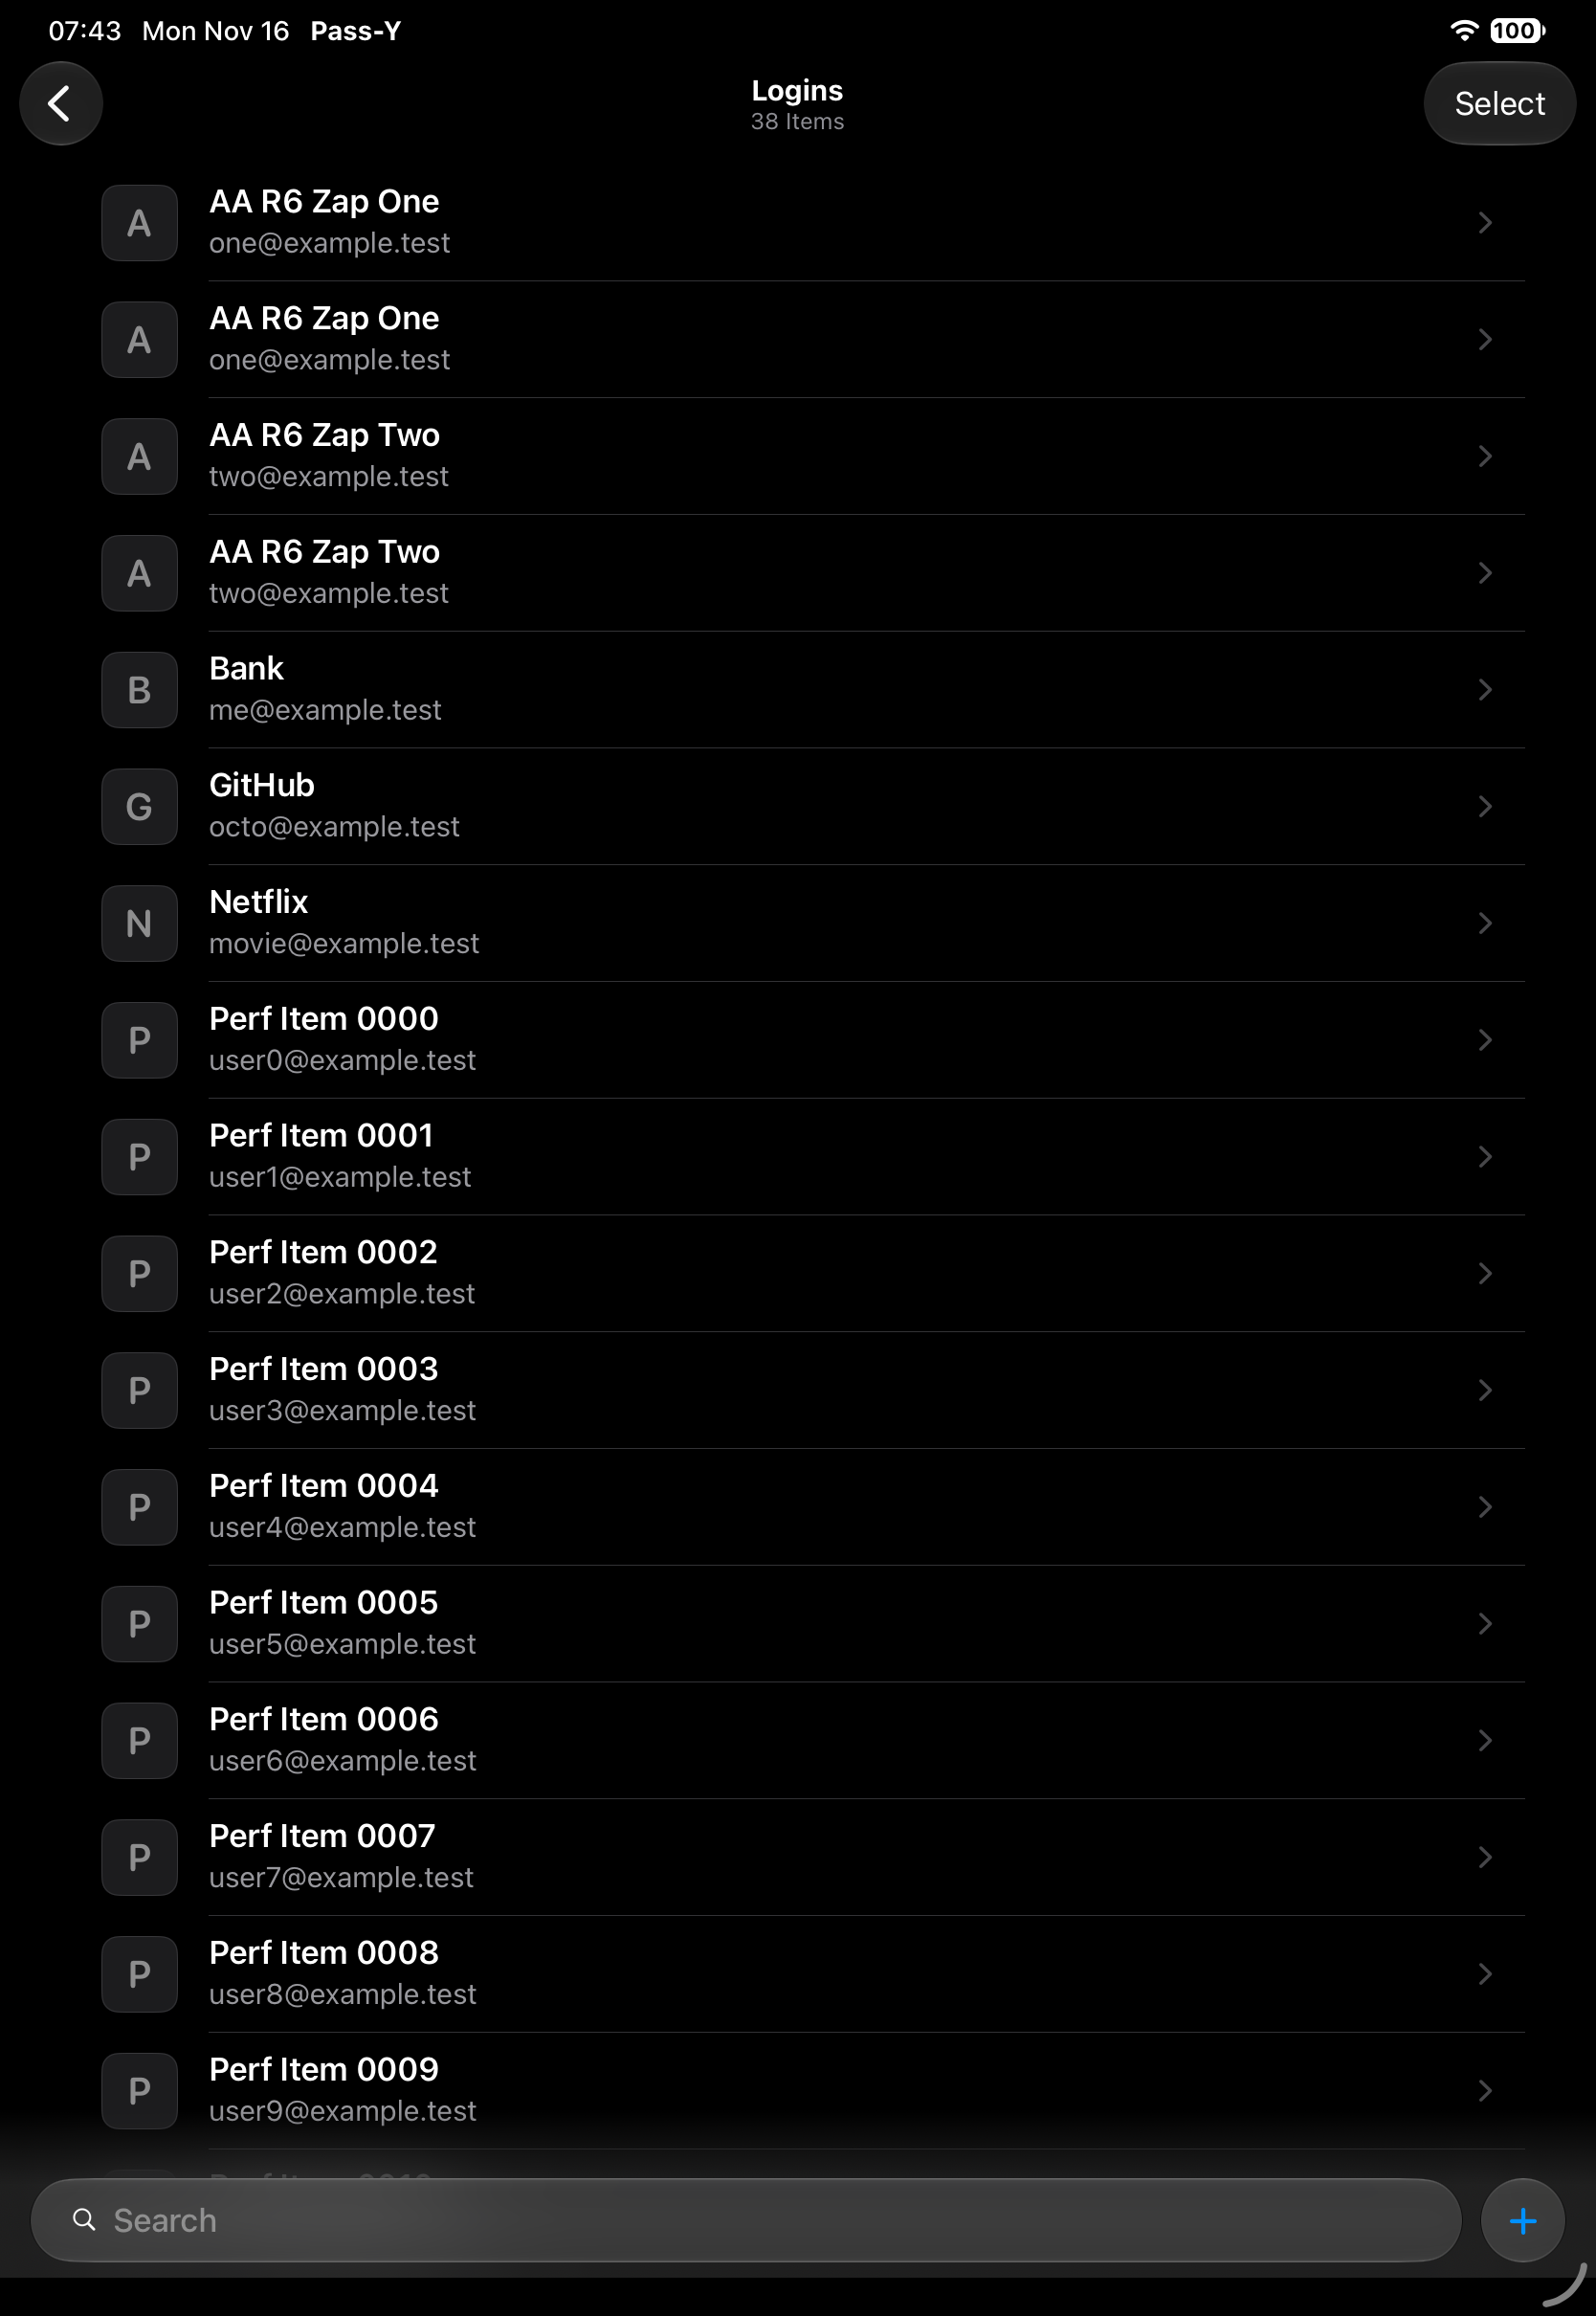 07:43 Mon Nov 16 Pass-Y
100
Logins
38 Items
Select
A
AA R6 Zap One
one@example.test
A
AA R6 Zap One
one@example.test
A
AA R6 Zap Two
two@example.test
A
AA R6 Zap Two
two@example.test
B
Bank
me@example.test
G
GitHub
octo@example.test
N
Netflix
movie@example.test
P
Perf Item 0000
user0@example.test
P
Perf Item 0001
user1@example.test
P
Perf Item 0002
user2@example.test
P
Perf Item 0003
user3@example.test
P
Perf Item 0004
user4@example.test
P
Perf Item 0005
user5@example.test
P
Perf Item 0006
user6@example.test
P
Perf Item 0007
user7@example.test
P
Perf Item 0008
user8@example.test
P
Perf Item 0009
user9@example.test
Search